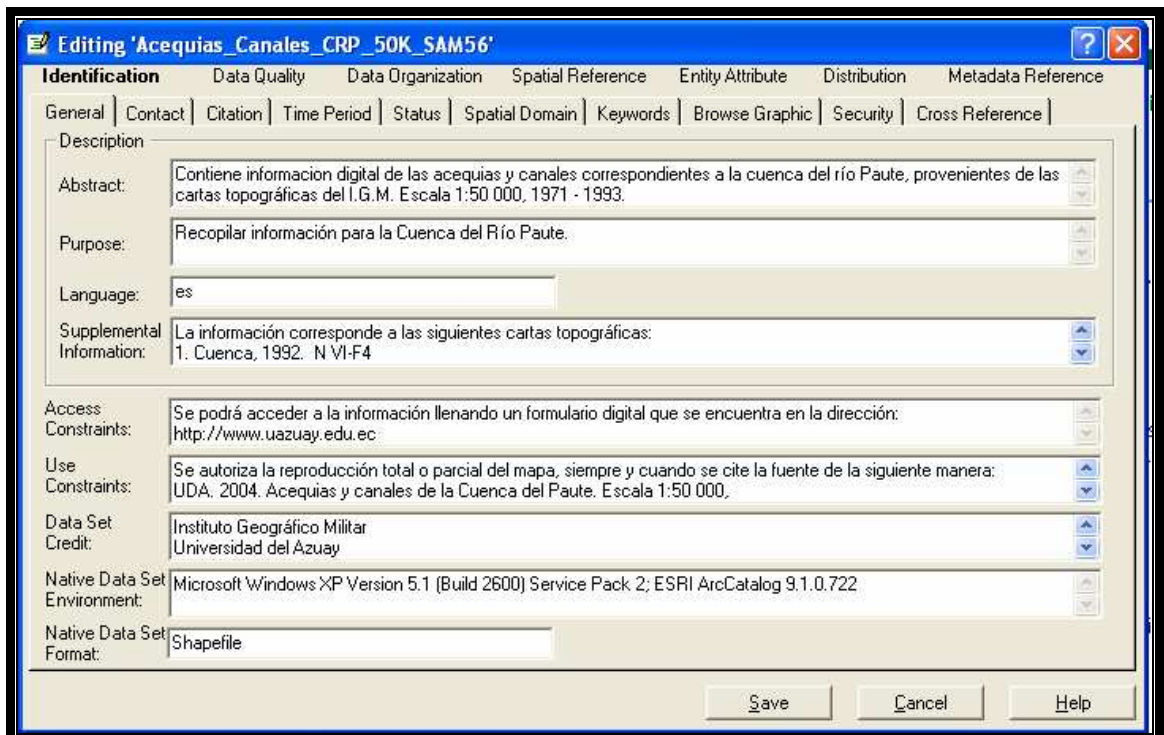 Editing 'Acequias_Canales_CRP_50K_SAM56'
Identification Data Quality Data Organization Spatial Reference Entity Attribute Distribution Metadata Reference
General Contact Citation Time Period Status Spatial Domain Keywords Browse Graphic Security Cross Reference
Description
Abstract:
Contiene informacion digital de las acequias y canales correspondientes a la cuenca del río Paute, provenientes de las
cartas topográficas del I.G.M. Escala 1:50 000, 1971 - 1993.
Purpose:
Recopilar información para la Cuenca del Río Paute.
Language:
es
Supplemental
Information:
La información corresponde a las siguientes cartas topográficas:
1. Cuenca, 1992. N VI-F4
Access
Constraints:
Se podrá acceder a la información llenando un formulario digital que se encuentra en la dirección:
http://www.uazuay.edu.ec
Use
Constraints:
Se autoriza la reproducción total o parcial del mapa, siempre y cuando se cite la fuente de la siguiente manera:
UDA. 2004. Acequias y canales de la Cuenca del Paute. Escala 1:50 000,
Data Set
Credit:
Instituto Geográfico Militar
Universidad del Azuay
Native Data Set
Environment:
Microsoft Windows XP Version 5.1 (Build 2600) Service Pack 2; ESRI ArcCatalog 9.1.0.722
Native Data Set
Format:
Shapefile
Save Cancel Help